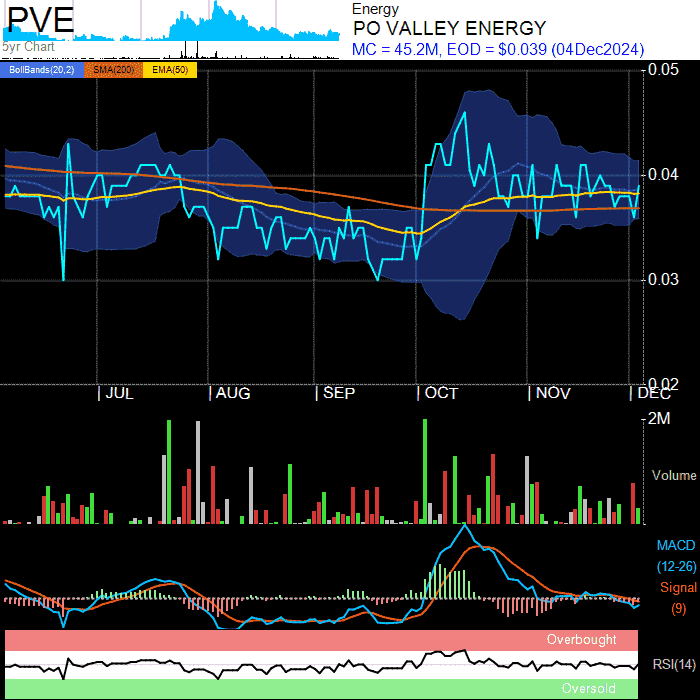 PVE
5yr Chart
Energy
PO VALLEY ENERGY
MC = 45.2M, EOD = $0.039 (04Dec2024)
BollBands(20,2) SMA(200) EMA(50)
0.05
0.04
0.03
0.02
| JUL | AUG | SEP | OCT | NOV | DEC
2M
Volume
MACD
(12-26)
Signal
(9)
Overbought
RSI(14)
Oversold